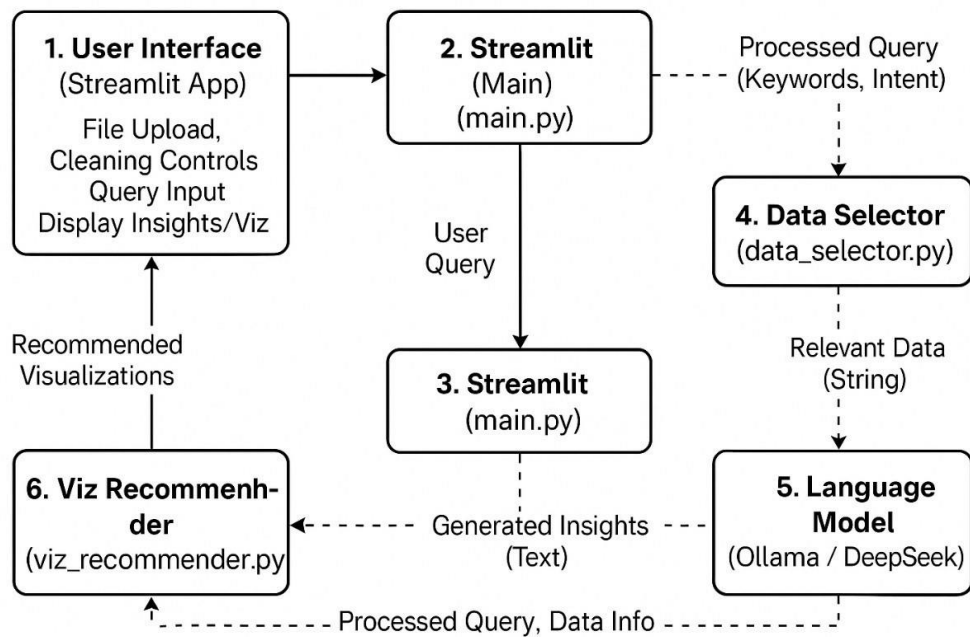 1. User Interface
(Streamlit App)
File Upload,
Cleaning Controls
Query Input
Display Insights/Viz
2. Streamlit
(Main)
(main.py)
Processed Query
(Keywords, Intent)
4. Data Selector
(data_selector.py)
User
Query
Recommended
Visualizations
Relevant Data
(String)
3. Streamlit
(main.py)
6. Viz Recommenh-
der
(viz_recommender.py
Generated Insights
(Text)
5. Language
Model
(Ollama / DeepSeek)
Processed Query, Data Info